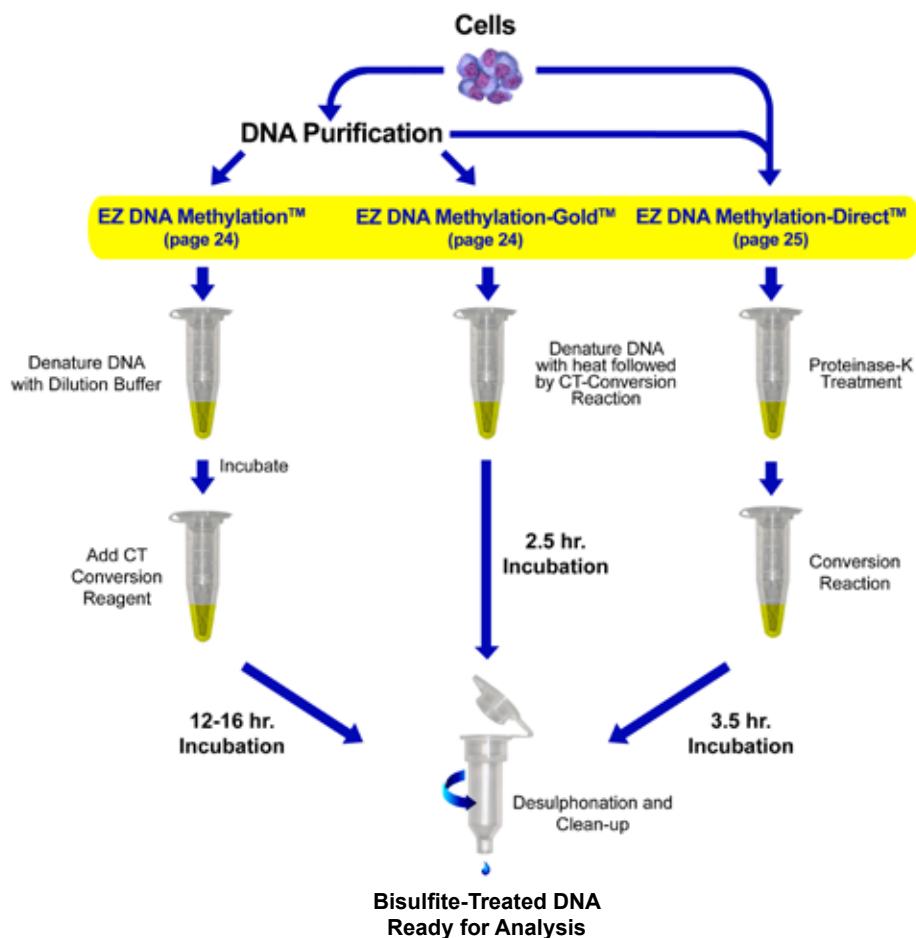 Cells
DNA Purification
EZ DNA Methylation™
(page 24)
EZ DNA Methylation-Gold™
(page 24)
EZ DNA Methylation-Direct™
(page 25)
Denature DNA
with Dilution Buffer
Denature DNA
with heat followed
by CT-Conversion
Reaction
Proteinase-K
Treatment
Incubate
Add CT
Conversion
Reagent
2.5 hr.
Incubation
Conversion
Reaction
12-16 hr.
Incubation
3.5 hr.
Incubation
Desulphonation and
Clean-up
Bisulfite-Treated DNA
Ready for Analysis